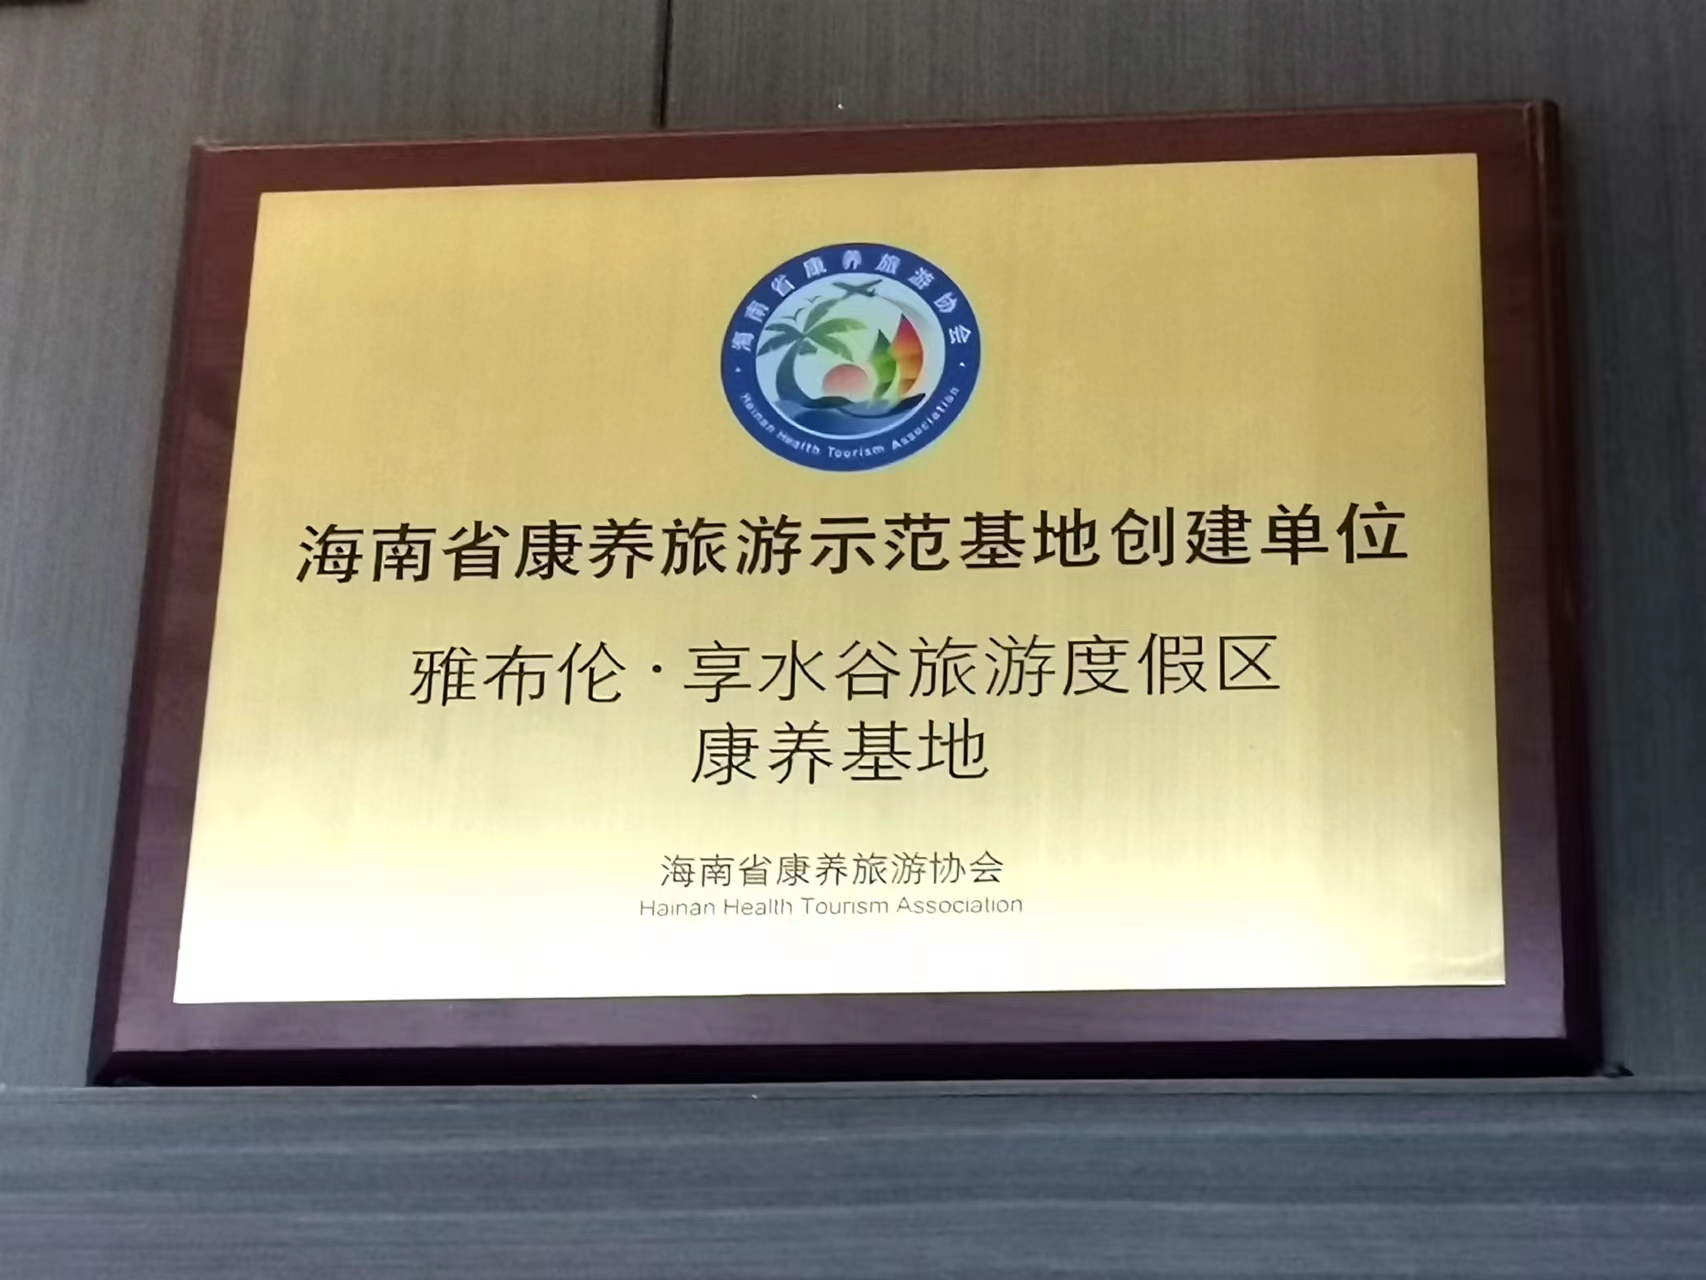 海南省康养旅游协会
Hainan Health Tourism Association
海南省康养旅游示范基地创建单位
雅布伦·享水谷旅游度假区
康养基地
海南省康养旅游协会
Hainan Health Tourism Association